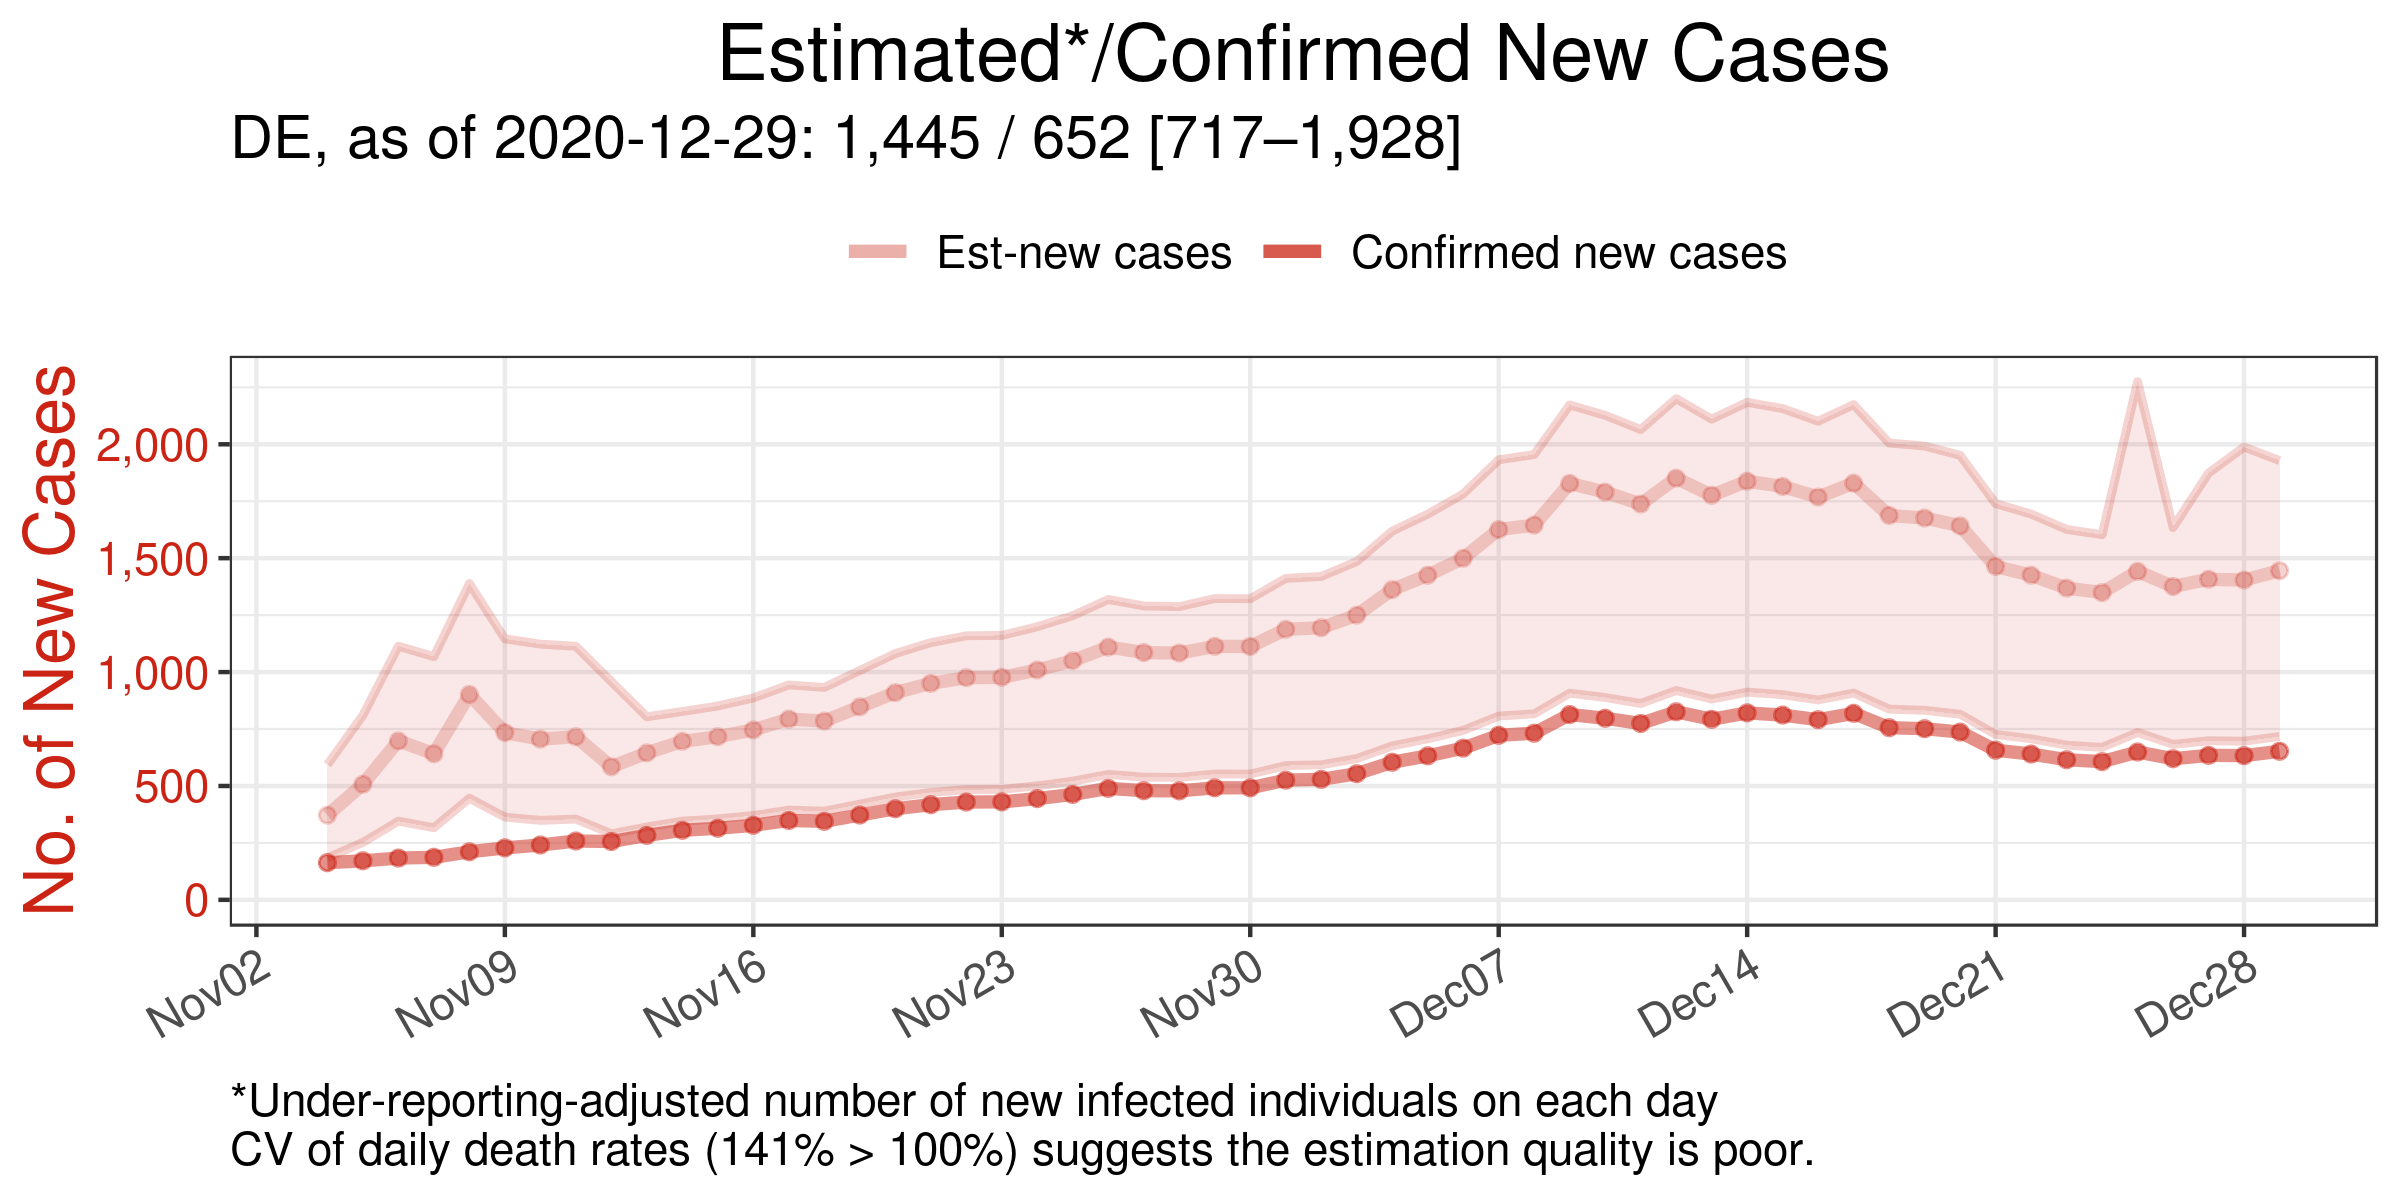 Estimated*/Confirmed New Cases
DE, as of 2020-12-29: 1,445 / 652 [717–1,928]
Est-new cases Confirmed new cases
No. of New Cases
2,000
1,500
1,000
500
0
Nov02 Nov09 Nov16 Nov23 Nov30 Dec07 Dec14 Dec21 Dec28
*Under-reporting-adjusted number of new infected individuals on each day
CV of daily death rates (141% > 100%) suggests the estimation quality is poor.